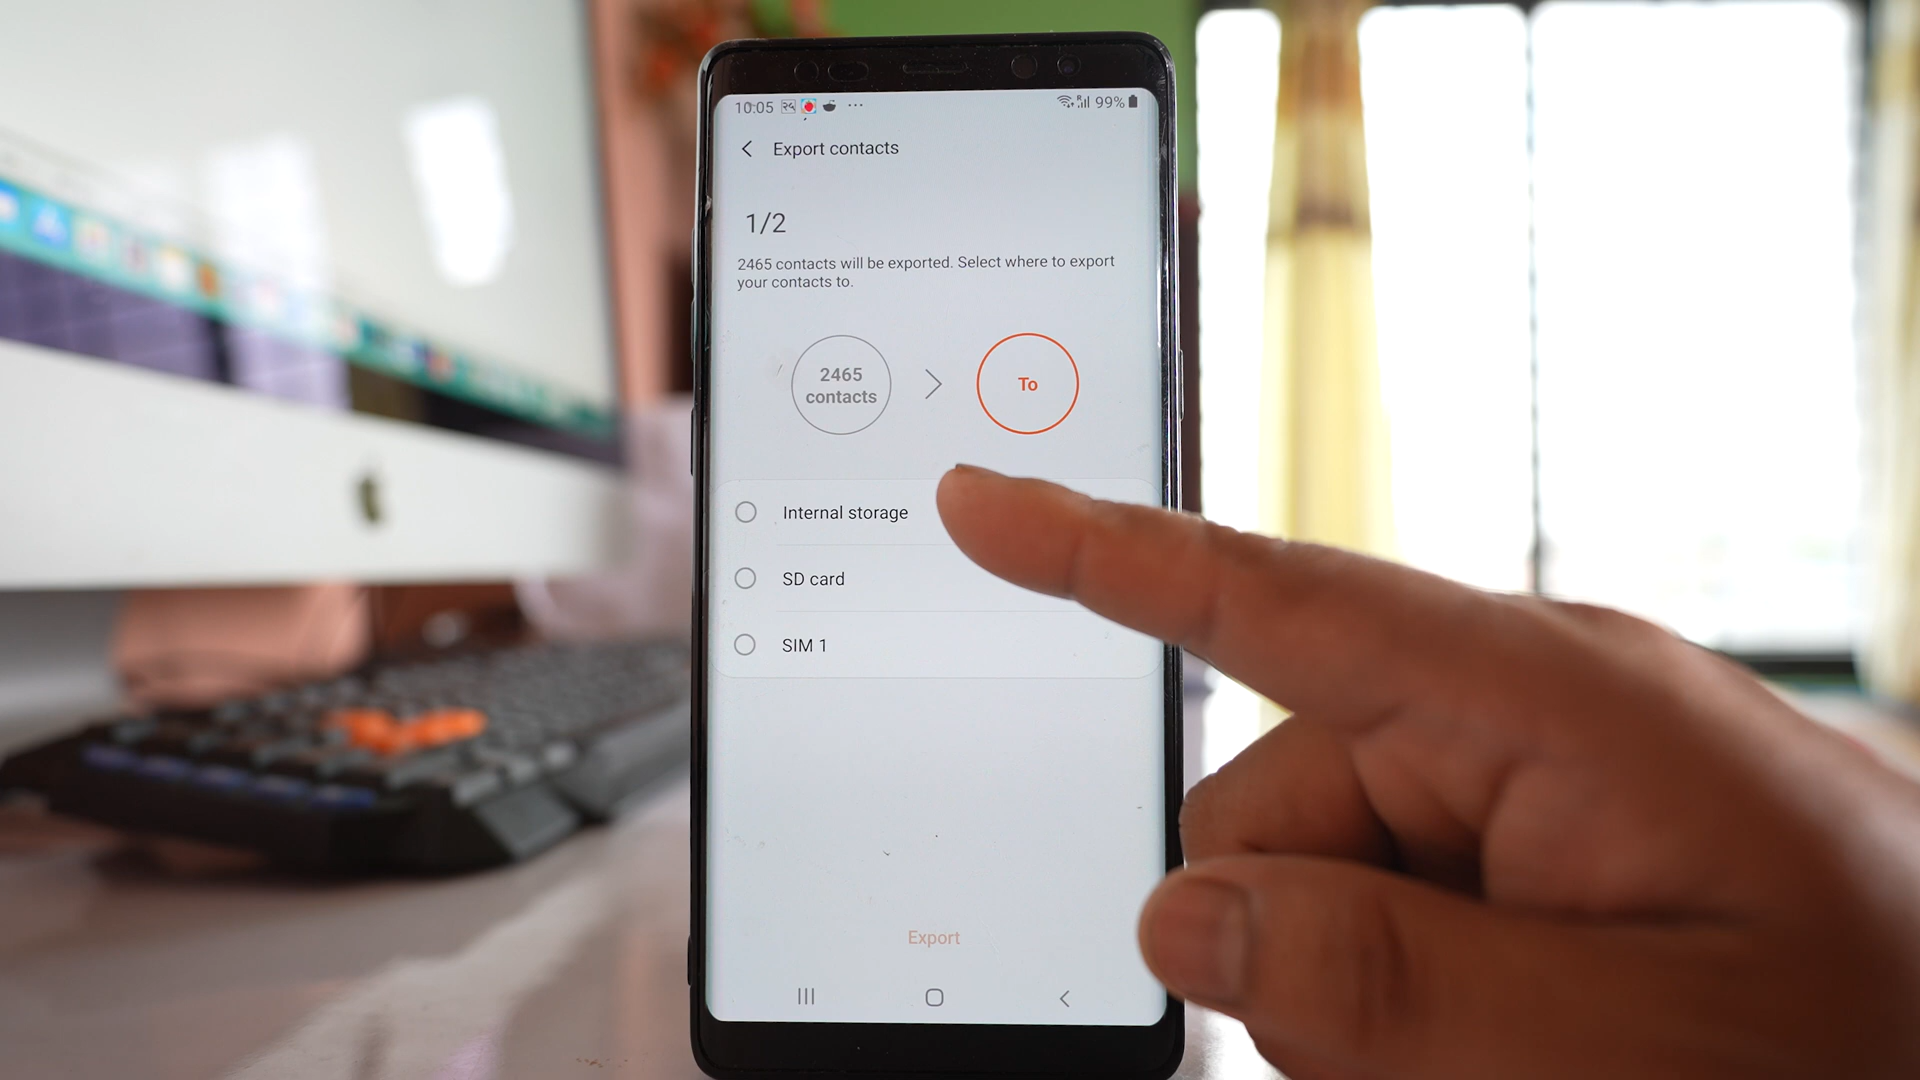 10:05
99%
Export contacts
1/2
2465 contacts will be exported. Select where to export
your contacts to.
2465
contacts
To
Internal storage
SD card
SIM 1
Export